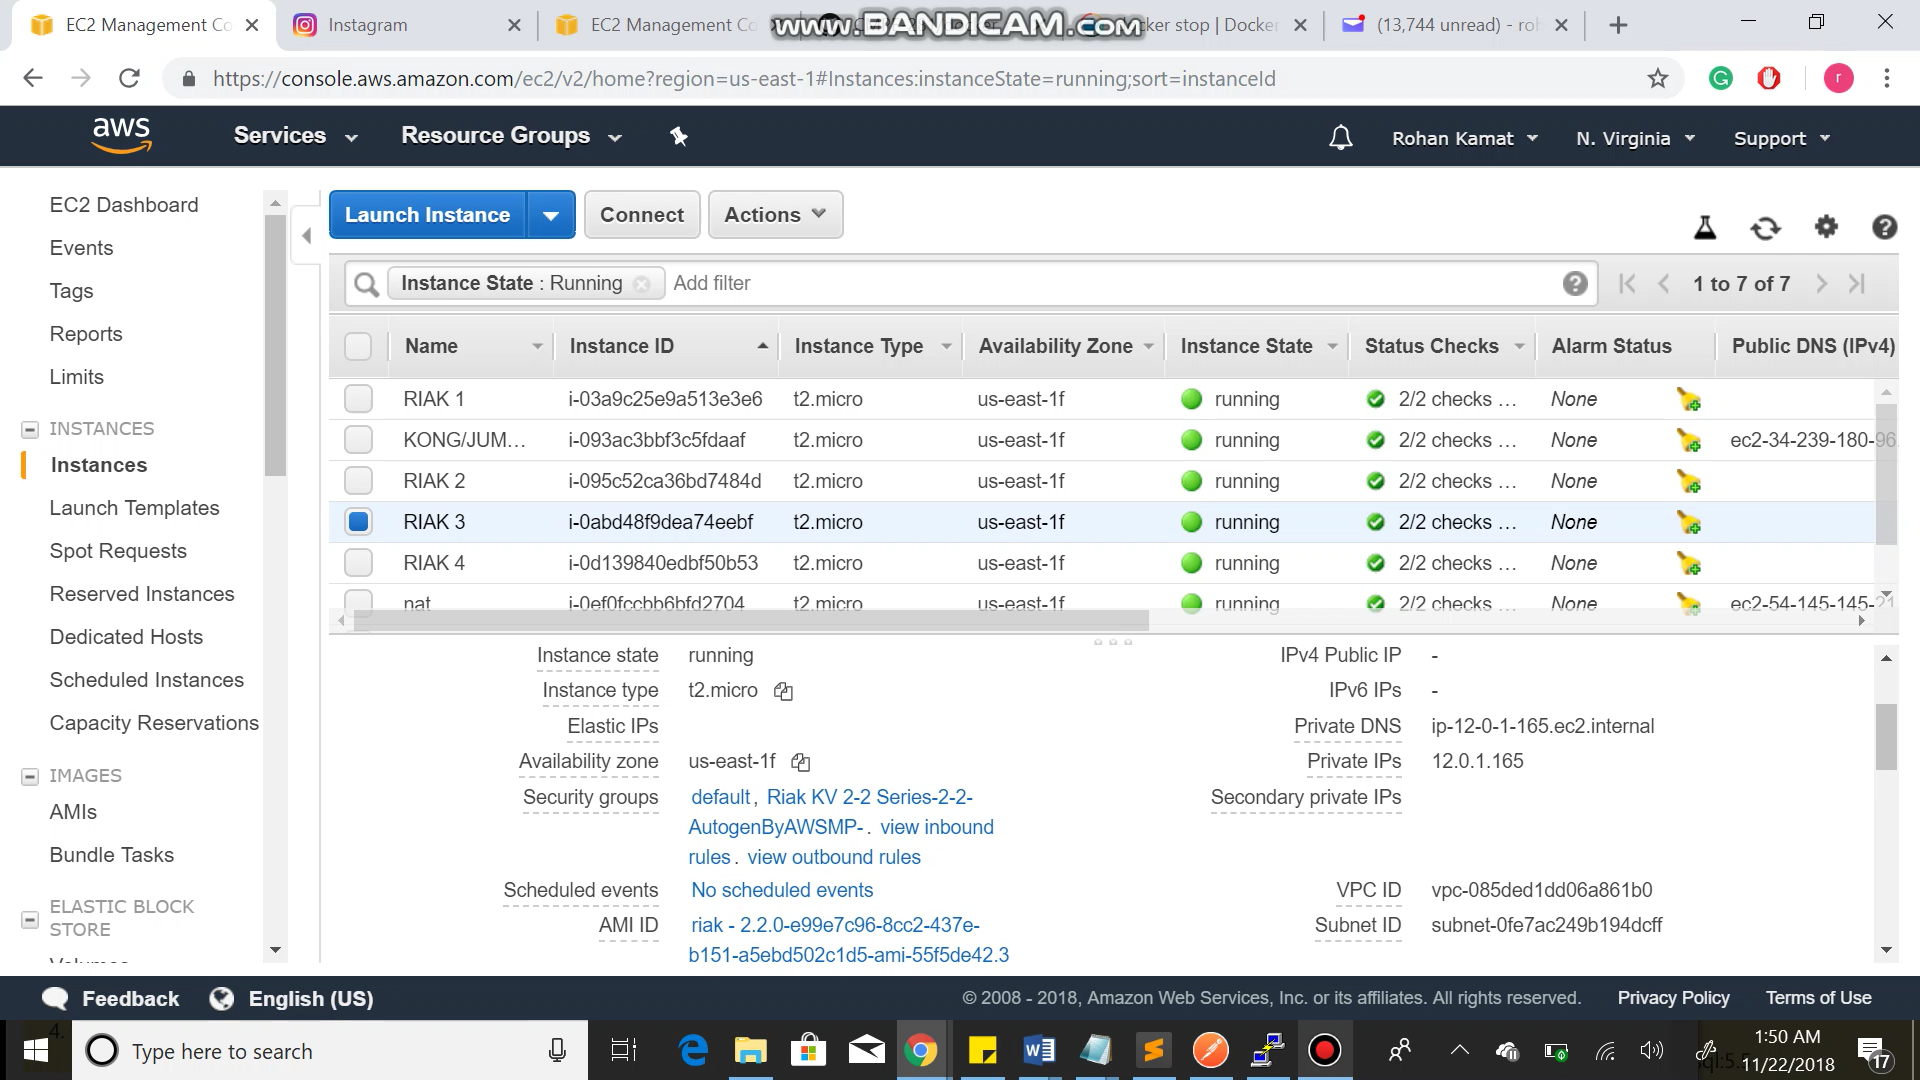 EC2 Management Co
Instagram
EC2 Management Co
www.BANDICAM.com
cker stop | Docker
(13,744 unread) - roh
https://console.aws.amazon.com/ec2/v2/home?region=us-east-1#Instances:instanceState=running;sort=instanceId
r
aws Services Resource Groups Rohan Kamat N. Virginia Support
EC2 Dashboard
Events
Tags
Reports
Limits
INSTANCES
Instances
Launch Templates
Spot Requests
Reserved Instances
Dedicated Hosts
Scheduled Instances
Capacity Reservations
IMAGES
AMIs
Bundle Tasks
ELASTIC BLOCK
STORE
Volumes
Launch Instance Connect Actions
Instance State : Running Add filter 1 to 7 of 7
Name Instance ID Instance Type Availability Zone Instance State Status Checks Alarm Status Public DNS (IPv4)
RIAK 1 i-03a9c25e9a513e3e6 t2.micro us-east-1f running 2/2 checks ... None
KONG/JUM... i-093ac3bbf3c5fdaaf t2.micro us-east-1f running 2/2 checks ... None ec2-34-239-180-96
RIAK 2 i-095c52ca36bd7484d t2.micro us-east-1f running 2/2 checks ... None
RIAK 3 i-0abd48f9dea74eebf t2.micro us-east-1f running 2/2 checks ... None
RIAK 4 i-0d139840edbf50b53 t2.micro us-east-1f running 2/2 checks ... None
nat i-0ef0fccbb6bfd2704 t2.micro us-east-1f running 2/2 checks ... None ec2-54-145-145-21
Instance state running
Instance type t2.micro
Elastic IPs
Availability zone us-east-1f
Security groups default, Riak KV 2-2 Series-2-2-
AutogenByAWSMP-. view inbound
rules. view outbound rules
Scheduled events No scheduled events
AMI ID riak - 2.2.0-e99e7c96-8cc2-437e-
b151-a5ebd502c1d5-ami-55f5de42.3
IPv4 Public IP -
IPv6 IPs -
Private DNS ip-12-0-1-165.ec2.internal
Private IPs 12.0.1.165
Secondary private IPs
VPC ID vpc-085ded1dd06a861b0
Subnet ID subnet-0fe7ac249b194dcff
Feedback English (US) © 2008 - 2018, Amazon Web Services, Inc. or its affiliates. All rights reserved. Privacy Policy Terms of Use
Type here to search
1:50 AM
11/22/2018
17